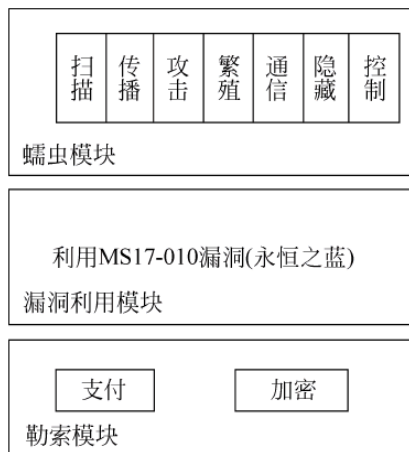 扫描 传播 攻击 繁殖 通信 隐藏 控制
蠕虫模块
利用MS17-010漏洞(永恒之蓝)
漏洞利用模块
支付 加密
勒索模块